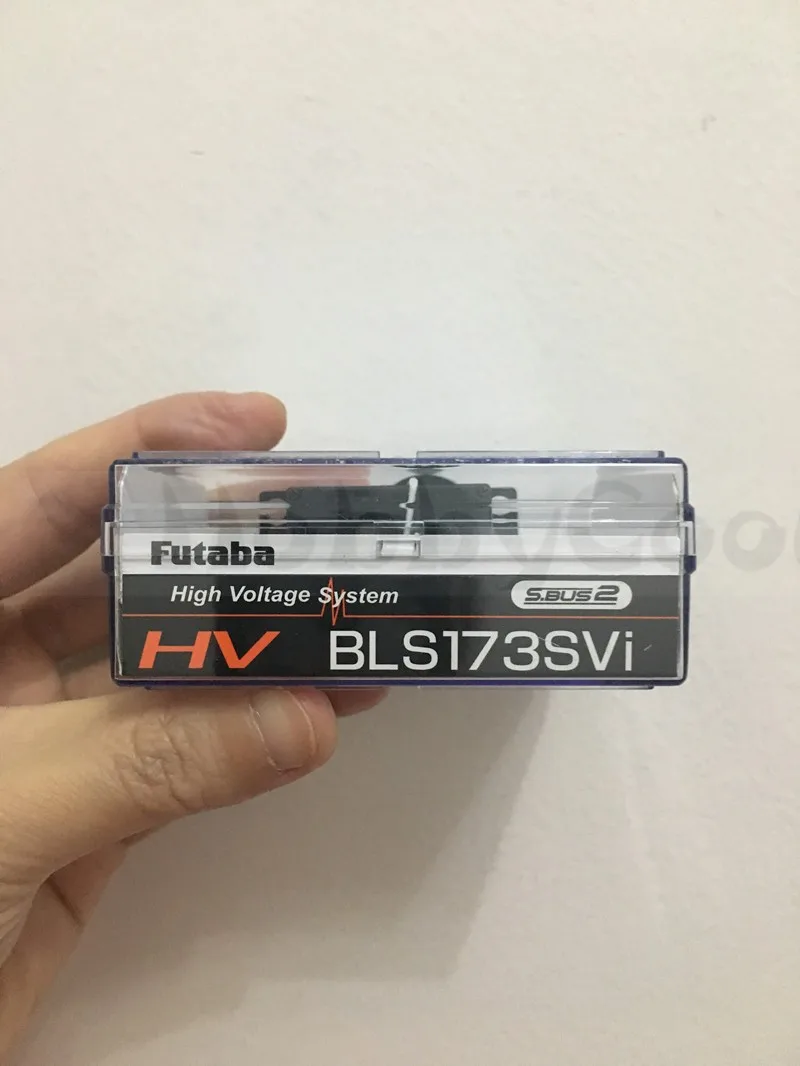 Futaba
High Voltage System
S.BUS2
HV BLS173SVi